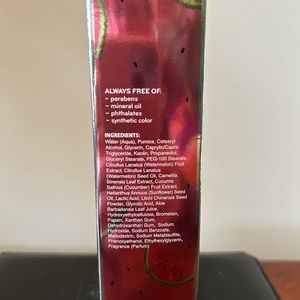 ALWAYS FREE OF:
- parabens
- mineral oil
- phthalates
- synthetic color
INGREDIENTS:
Water (Aqua), Pumice, Cetearyl
Alcohol, Glycerin, Caprylic/Capric
Triglyceride, Kaolin, Propanediol,
Glyceryl Stearate, PEG-100 Stearate,
Citrullus Lanatus (Watermelon) Fruit
Extract, Citrullus Lanatus
(Watermelon) Seed Oil, Camellia
Sinensis Leaf Extract, Cucumis
Sativus (Cucumber) Fruit Extract,
Helianthus Annuus (Sunflower) Seed
Oil, Lactic Acid, Litchi Chinensis Seed
Powder, Glycolic Acid, Aloe
Barbadensis Leaf Juice,
Hydroxyethylcellulose, Bromelain,
Papain, Xanthan Gum,
Dehydroxanthan Gum, Sodium
Hydroxide, Sodium Benzoate,
Maltodextrin, Sodium Metabisulfite,
Phenoxyethanol, Ethylhexylglycerin,
Fragrance (Parfum)